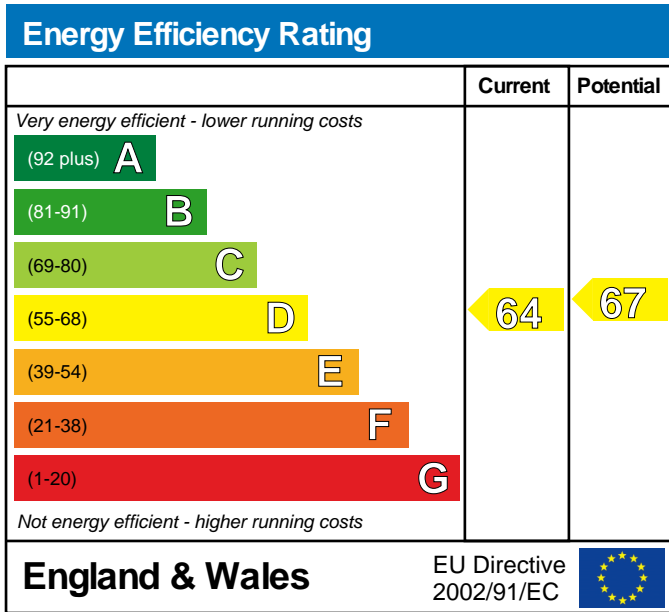 Energy Efficiency Rating
Current Potential
Very energy efficient - lower running costs
(92 plus) A
(81-91) B
(69-80) C
(55-68) D
64 67
(39-54) E
(21-38) F
(1-20) G
Not energy efficient - higher running costs
England & Wales
EU Directive
2002/91/EC